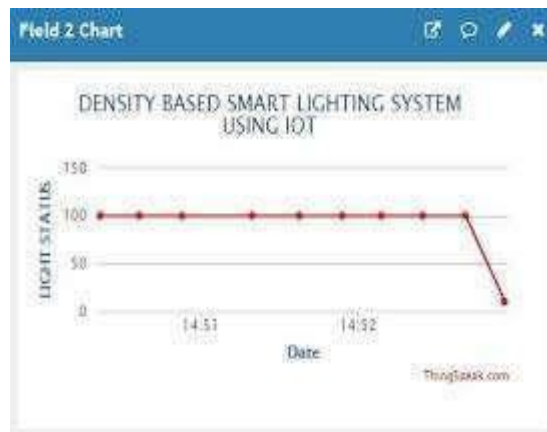 Field 2 Chart
DENSITY BASED SMART LIGHTING SYSTEM
USING IOT
150
100
50
0
LIGHT STATUS
14:51
14:52
Date
ThingSpeak.com